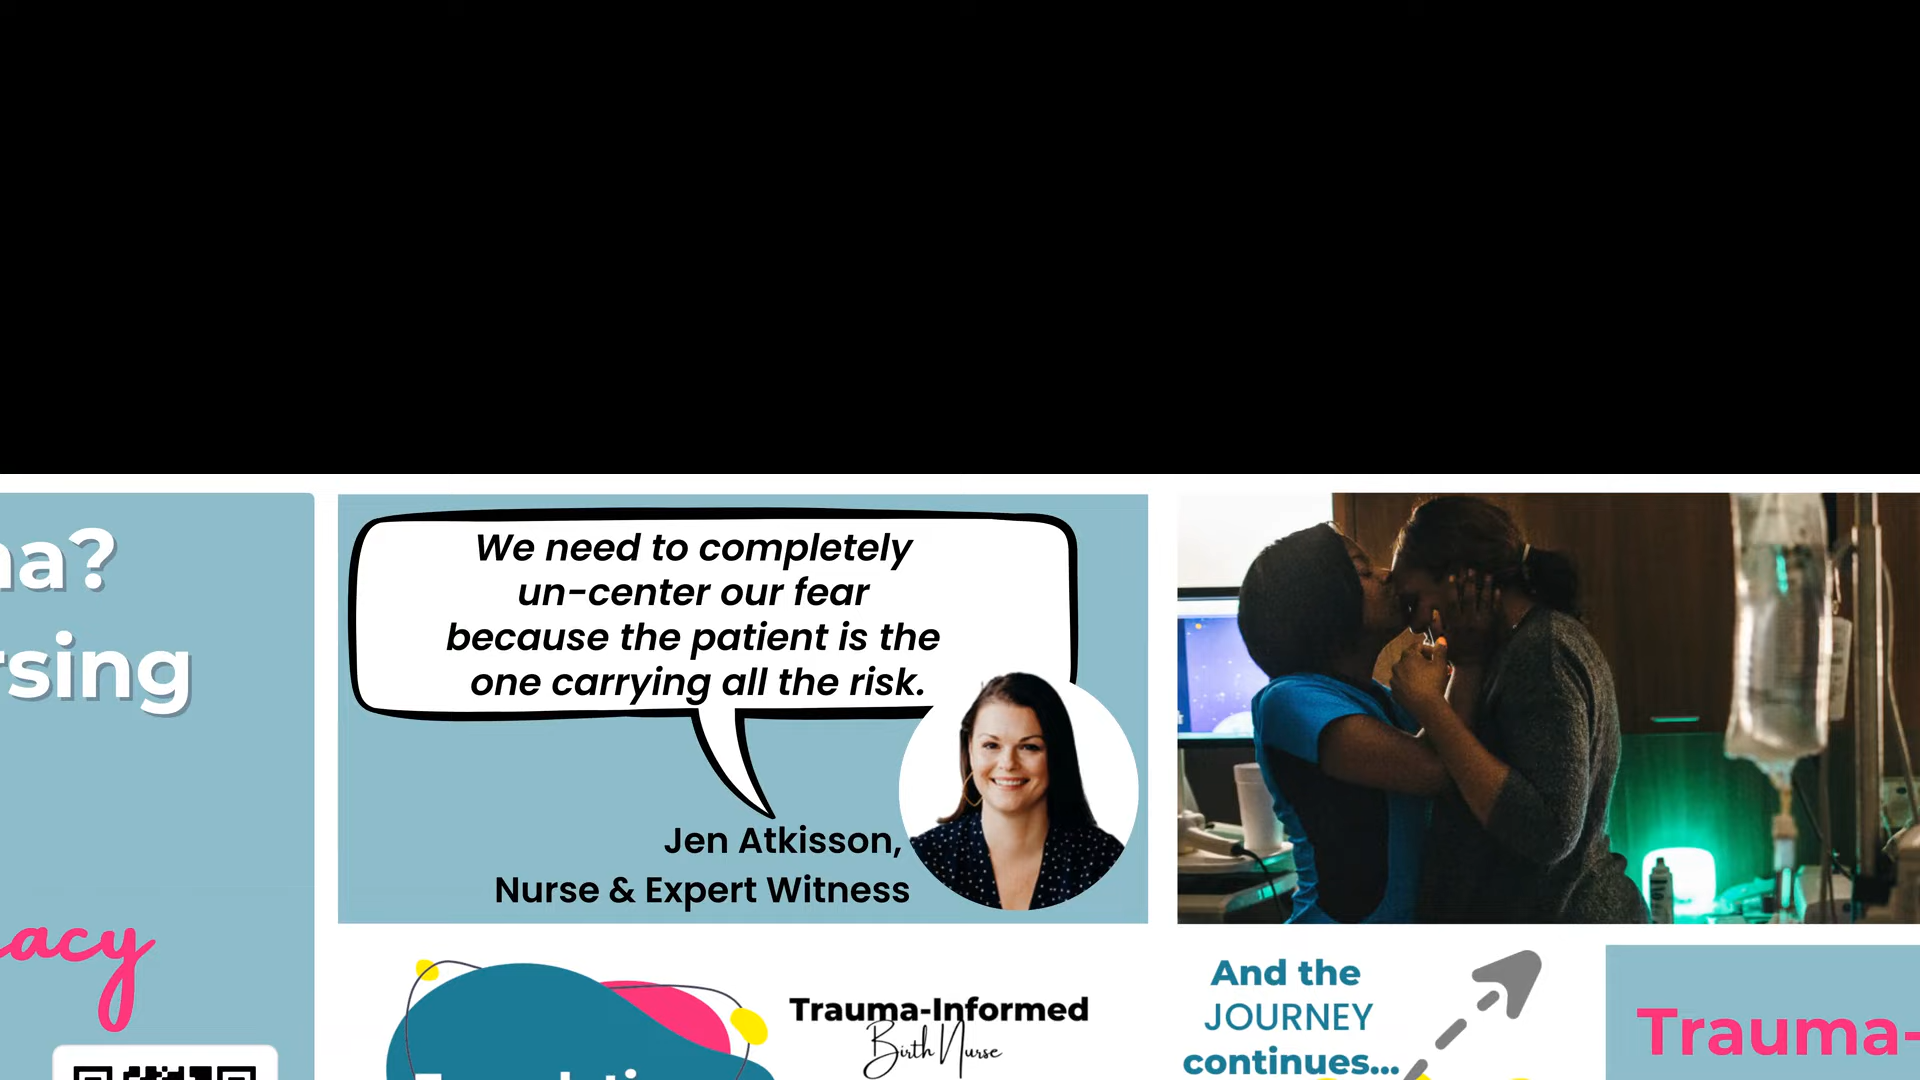 na?
rsing
acy
We need to completely
un-center our fear
because the patient is the
one carrying all the risk.
Jen Atkisson,
Nurse & Expert Witness
Trauma-Informed
Birth Nurse
And the
JOURNEY
continues...
Trauma-